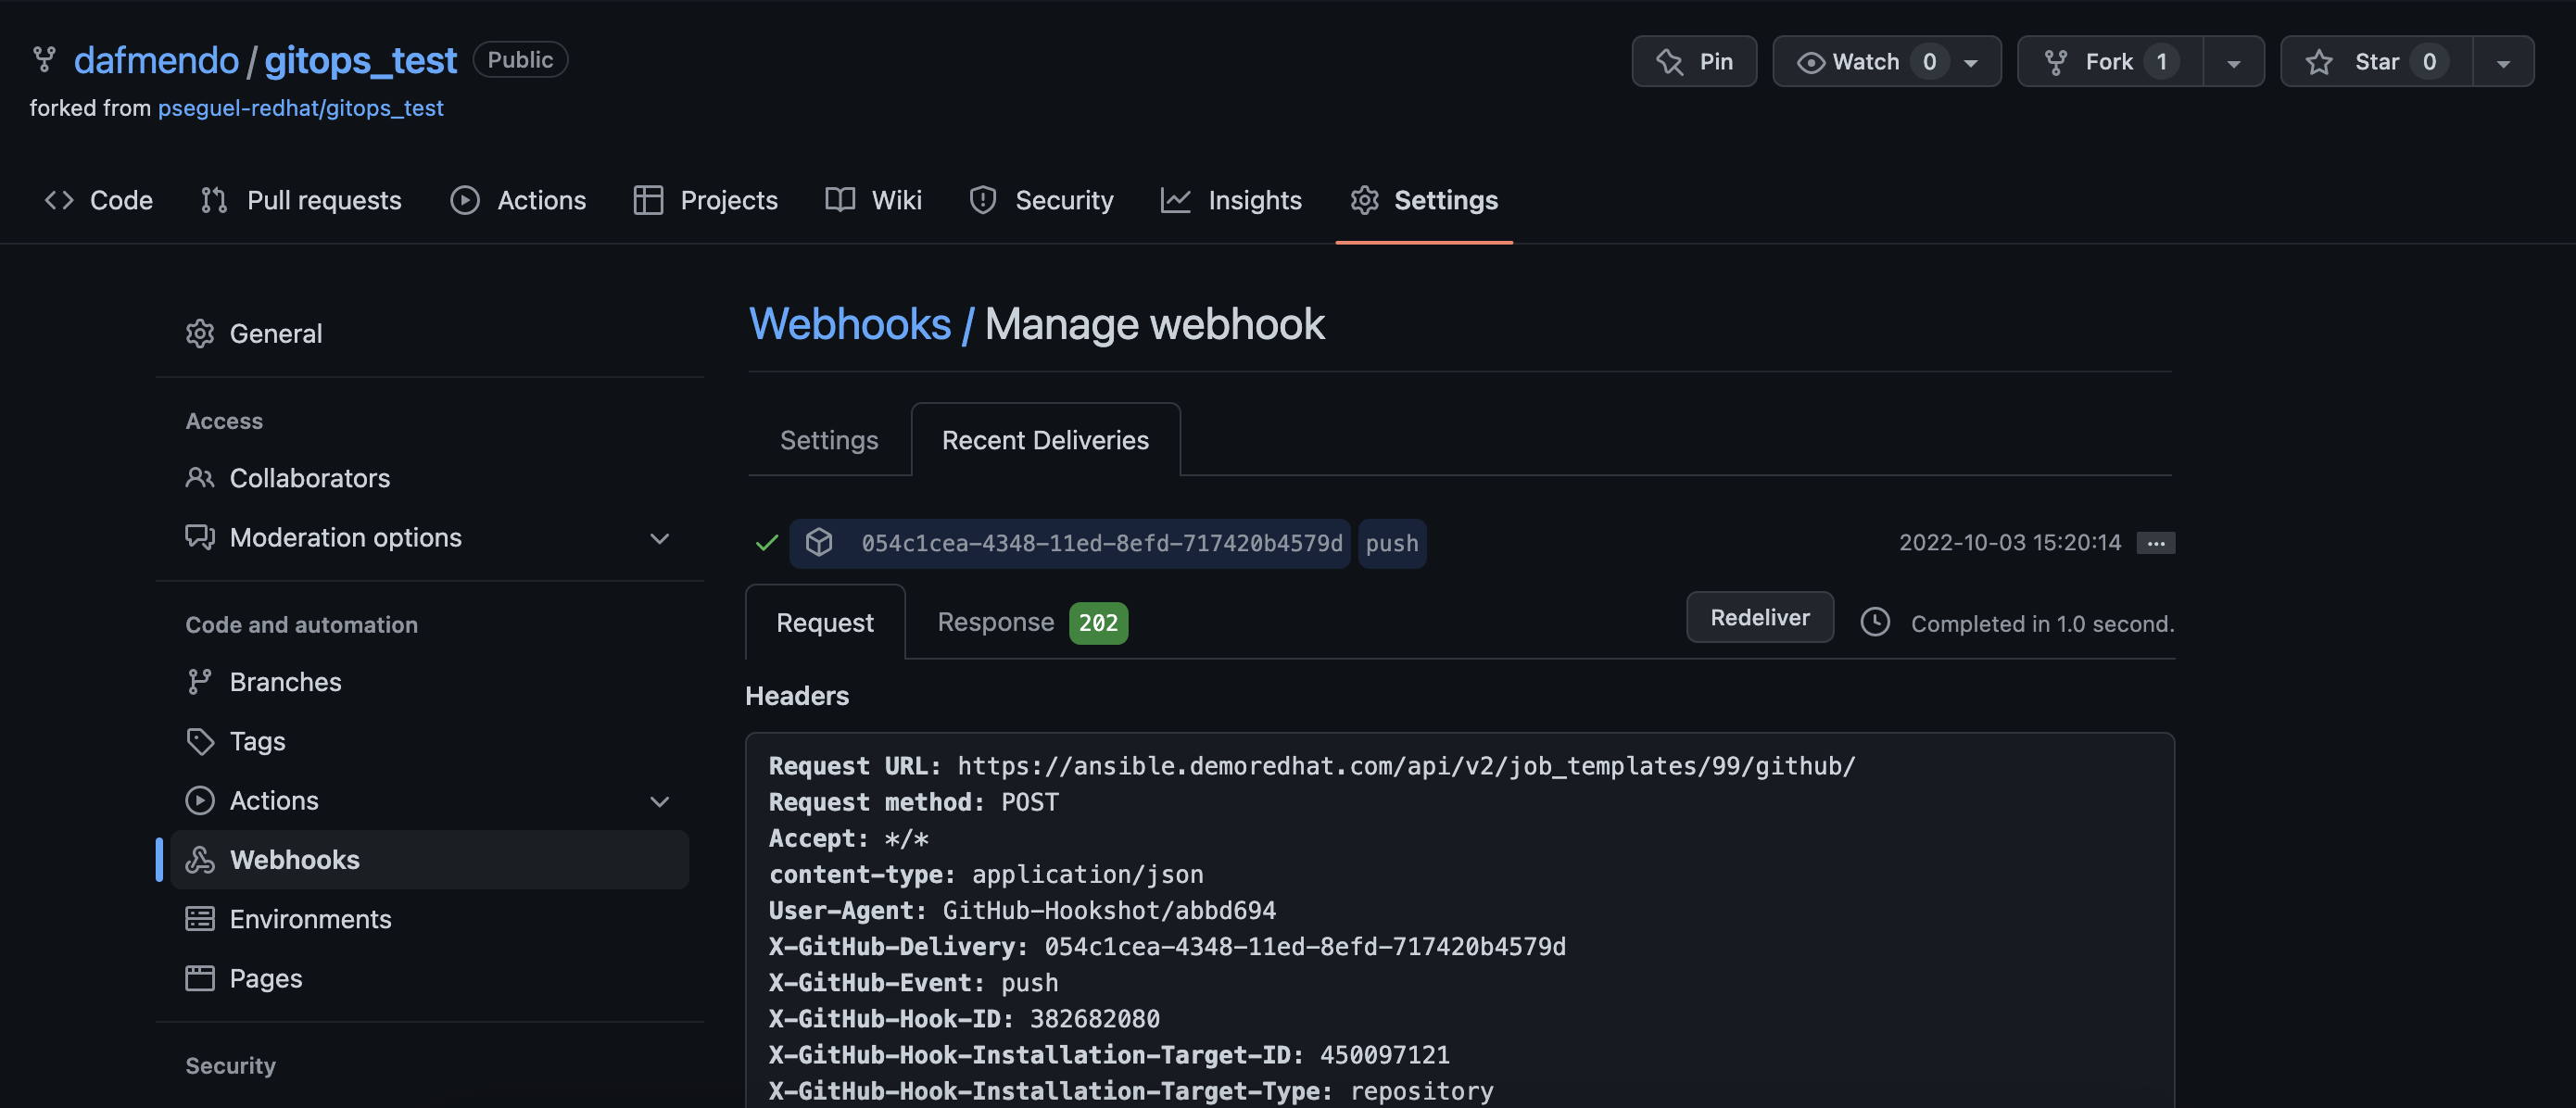 dafmendo / gitops_test Public
Pin Watch 0 Fork 1 Star 0
forked from pseguel-redhat/gitops_test
Code Pull requests Actions Projects Wiki Security Insights Settings
General
Access
Collaborators
Moderation options
Code and automation
Branches
Tags
Actions
Webhooks
Environments
Pages
Security
Webhooks / Manage webhook
Settings Recent Deliveries
054c1cea-4348-11ed-8efd-717420b4579d push 2022-10-03 15:20:14 ...
Request Response 202 Redeliver Completed in 1.0 second.
Headers
Request URL: https://ansible.demoredhat.com/api/v2/job_templates/99/github/
Request method: POST
Accept: */*
content-type: application/json
User-Agent: GitHub-Hookshot/abbd694
X-GitHub-Delivery: 054c1cea-4348-11ed-8efd-717420b4579d
X-GitHub-Event: push
X-GitHub-Hook-ID: 382682080
X-GitHub-Hook-Installation-Target-ID: 450097121
X-GitHub-Hook-Installation-Target-Type: repository